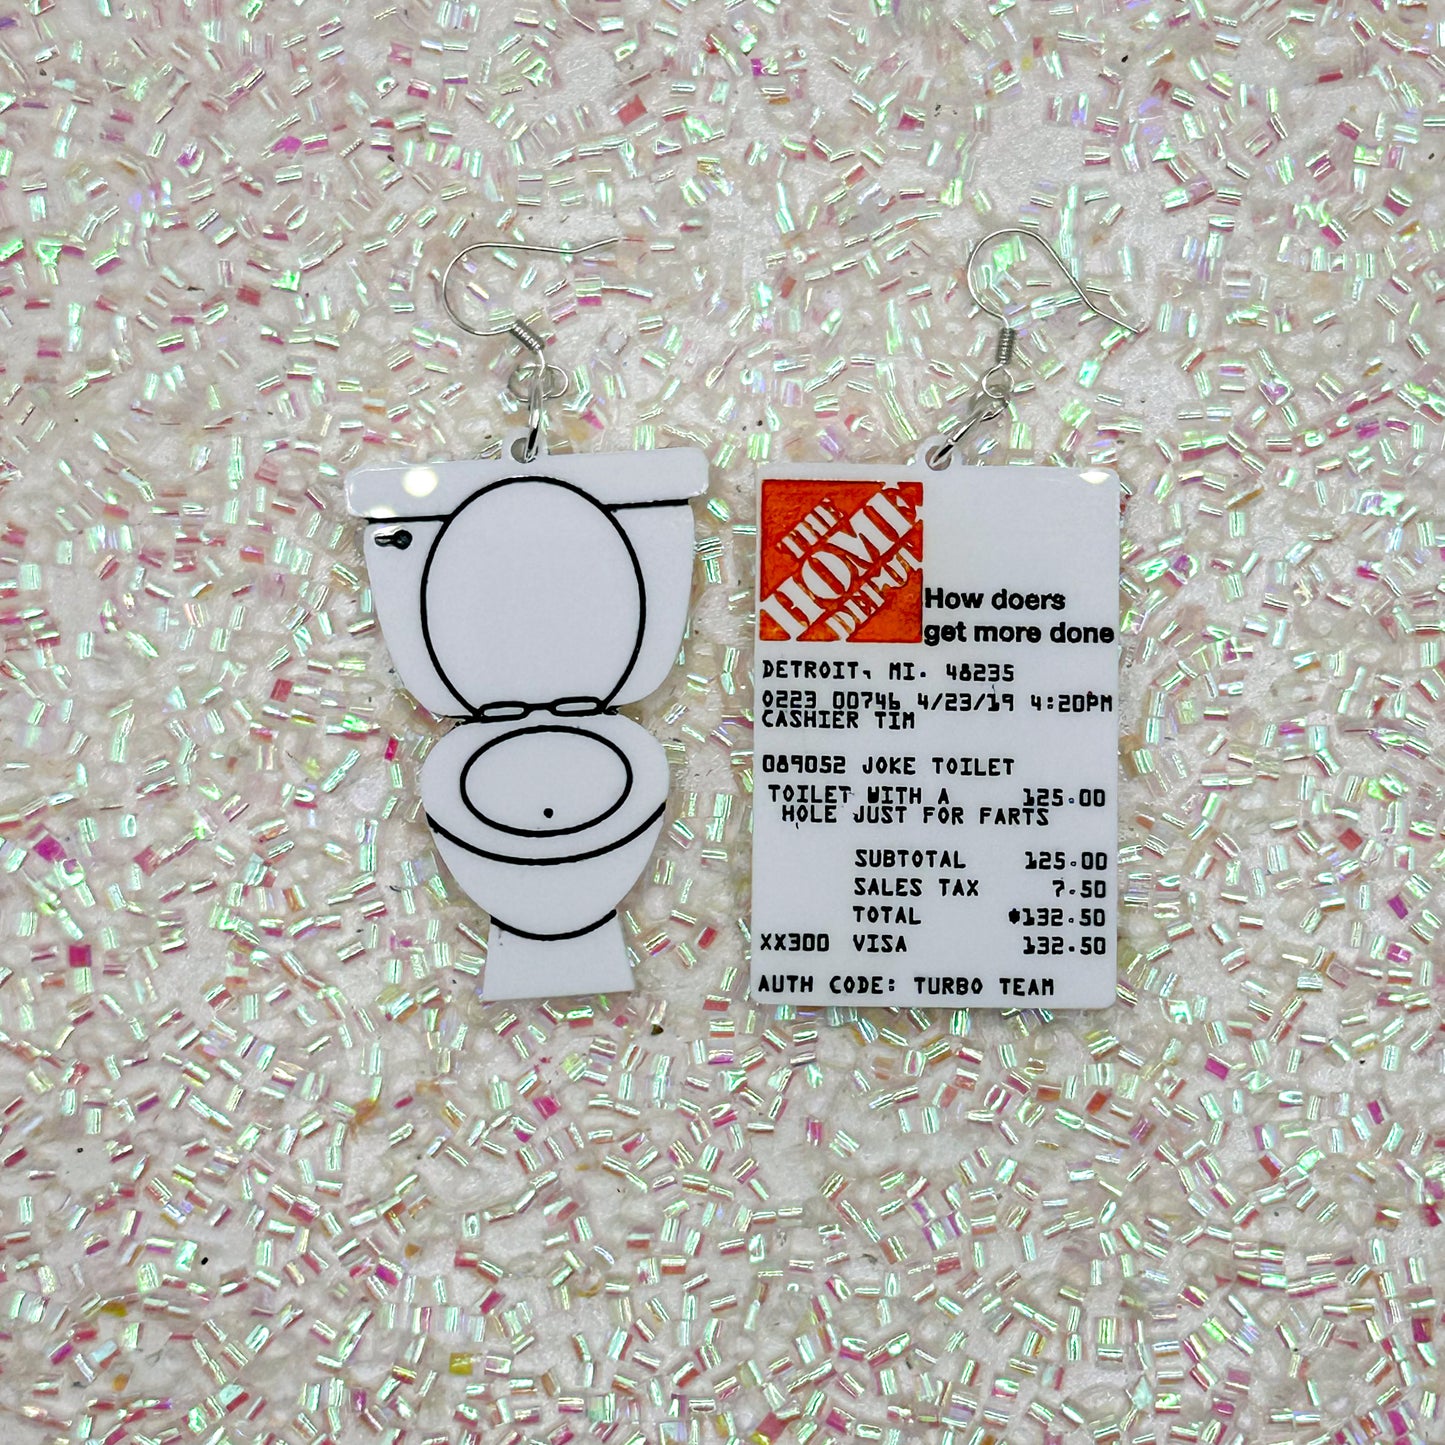 THE
HOME
DEPOT
How doers
get more done
DETROIT, MI. 48235
0223 00746 4/23/19 4:20PM
CASHIER TIM
089052 JOKE TOILET
TOILET WITH A 125.00
HOLE JUST FOR FARTS
SUBTOTAL 125.00
SALES TAX 7.50
TOTAL $132.50
XX300 VISA 132.50
AUTH CODE: TURBO TEAM